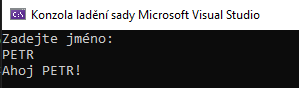 Konzola ladění sady Microsoft Visual Studio
Zadejte jméno:
PETR
Ahoj PETR!